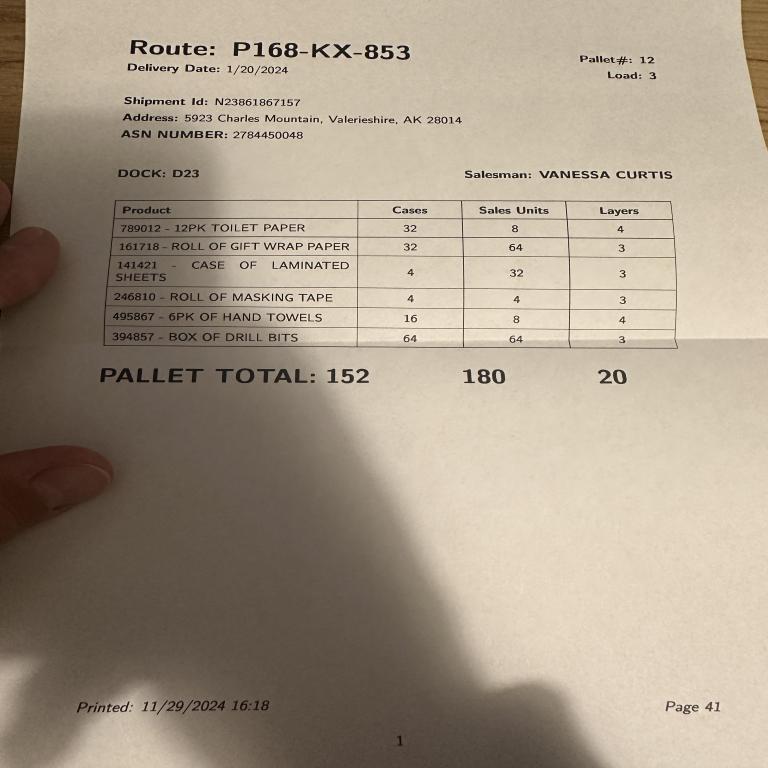 Route: P168-KX-853
Delivery Date: 1/20/2024
Pallet#: 12
Load: 3
Shipment Id: N23861867157
Address: 5923 Charles Mountain, Valerieshire, AK 28014
ASN NUMBER: 2784450048
DOCK: D23 Salesman: VANESSA CURTIS
Product Cases Sales Units Layers
789012 - 12PK TOILET PAPER 32 8 4
161718 - ROLL OF GIFT WRAP PAPER 32 64 3
141421 - CASE OF LAMINATED
SHEETS 4 32 3
246810 - ROLL OF MASKING TAPE 4 4 3
495867 - 6PK OF HAND TOWELS 16 8 4
394857 - BOX OF DRILL BITS 64 64 3
PALLET TOTAL: 152 180 20
Printed: 11/29/2024 16:18 Page 41
1